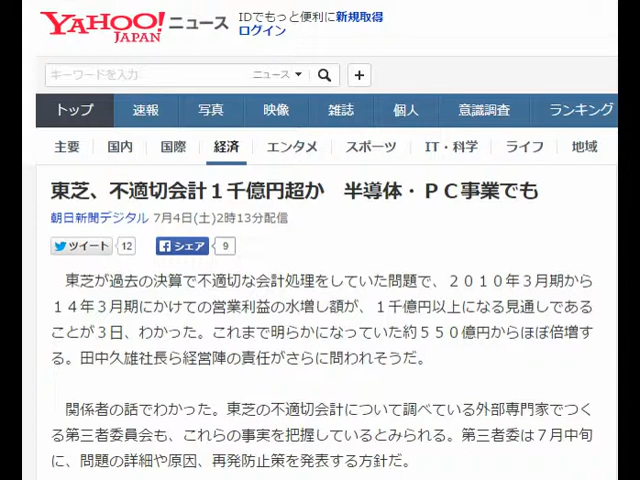 YAHOO! JAPAN ニュース
IDでもっと便利に新規取得
ログイン
キーワードを入力 ニュース
トップ 速報 写真 映像 雑誌 個人 意識調査 ランキング
主要 国内 国際 経済 エンタメ スポーツ IT・科学 ライフ 地域
東芝、不適切会計1千億円超か　半導体・ＰＣ事業でも
朝日新聞デジタル 7月4日(土)2時13分配信
ツイート 12 シェア 9
東芝が過去の決算で不適切な会計処理をしていた問題で、２０１０年３月期から
１４年３月期にかけての営業利益の水増し額が、１千億円以上になる見通しである
ことが３日、わかった。これまで明らかになっていた約５５０億円からほぼ倍増す
る。田中久雄社長ら経営陣の責任がさらに問われそうだ。
関係者の話でわかった。東芝の不適切会計について調べている外部専門家でつく
る第三者委員会も、これらの事実を把握しているとみられる。第三者委は７月中旬
に、問題の詳細や原因、再発防止策を発表する方針だ。